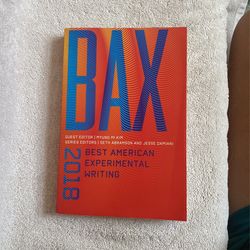 BAX
GUEST EDITOR | MYUNG MI KIM
SERIES EDITORS | SETH ABRAMSON AND JESSE DAMIANI
2018
BEST AMERICAN
EXPERIMENTAL
WRITING